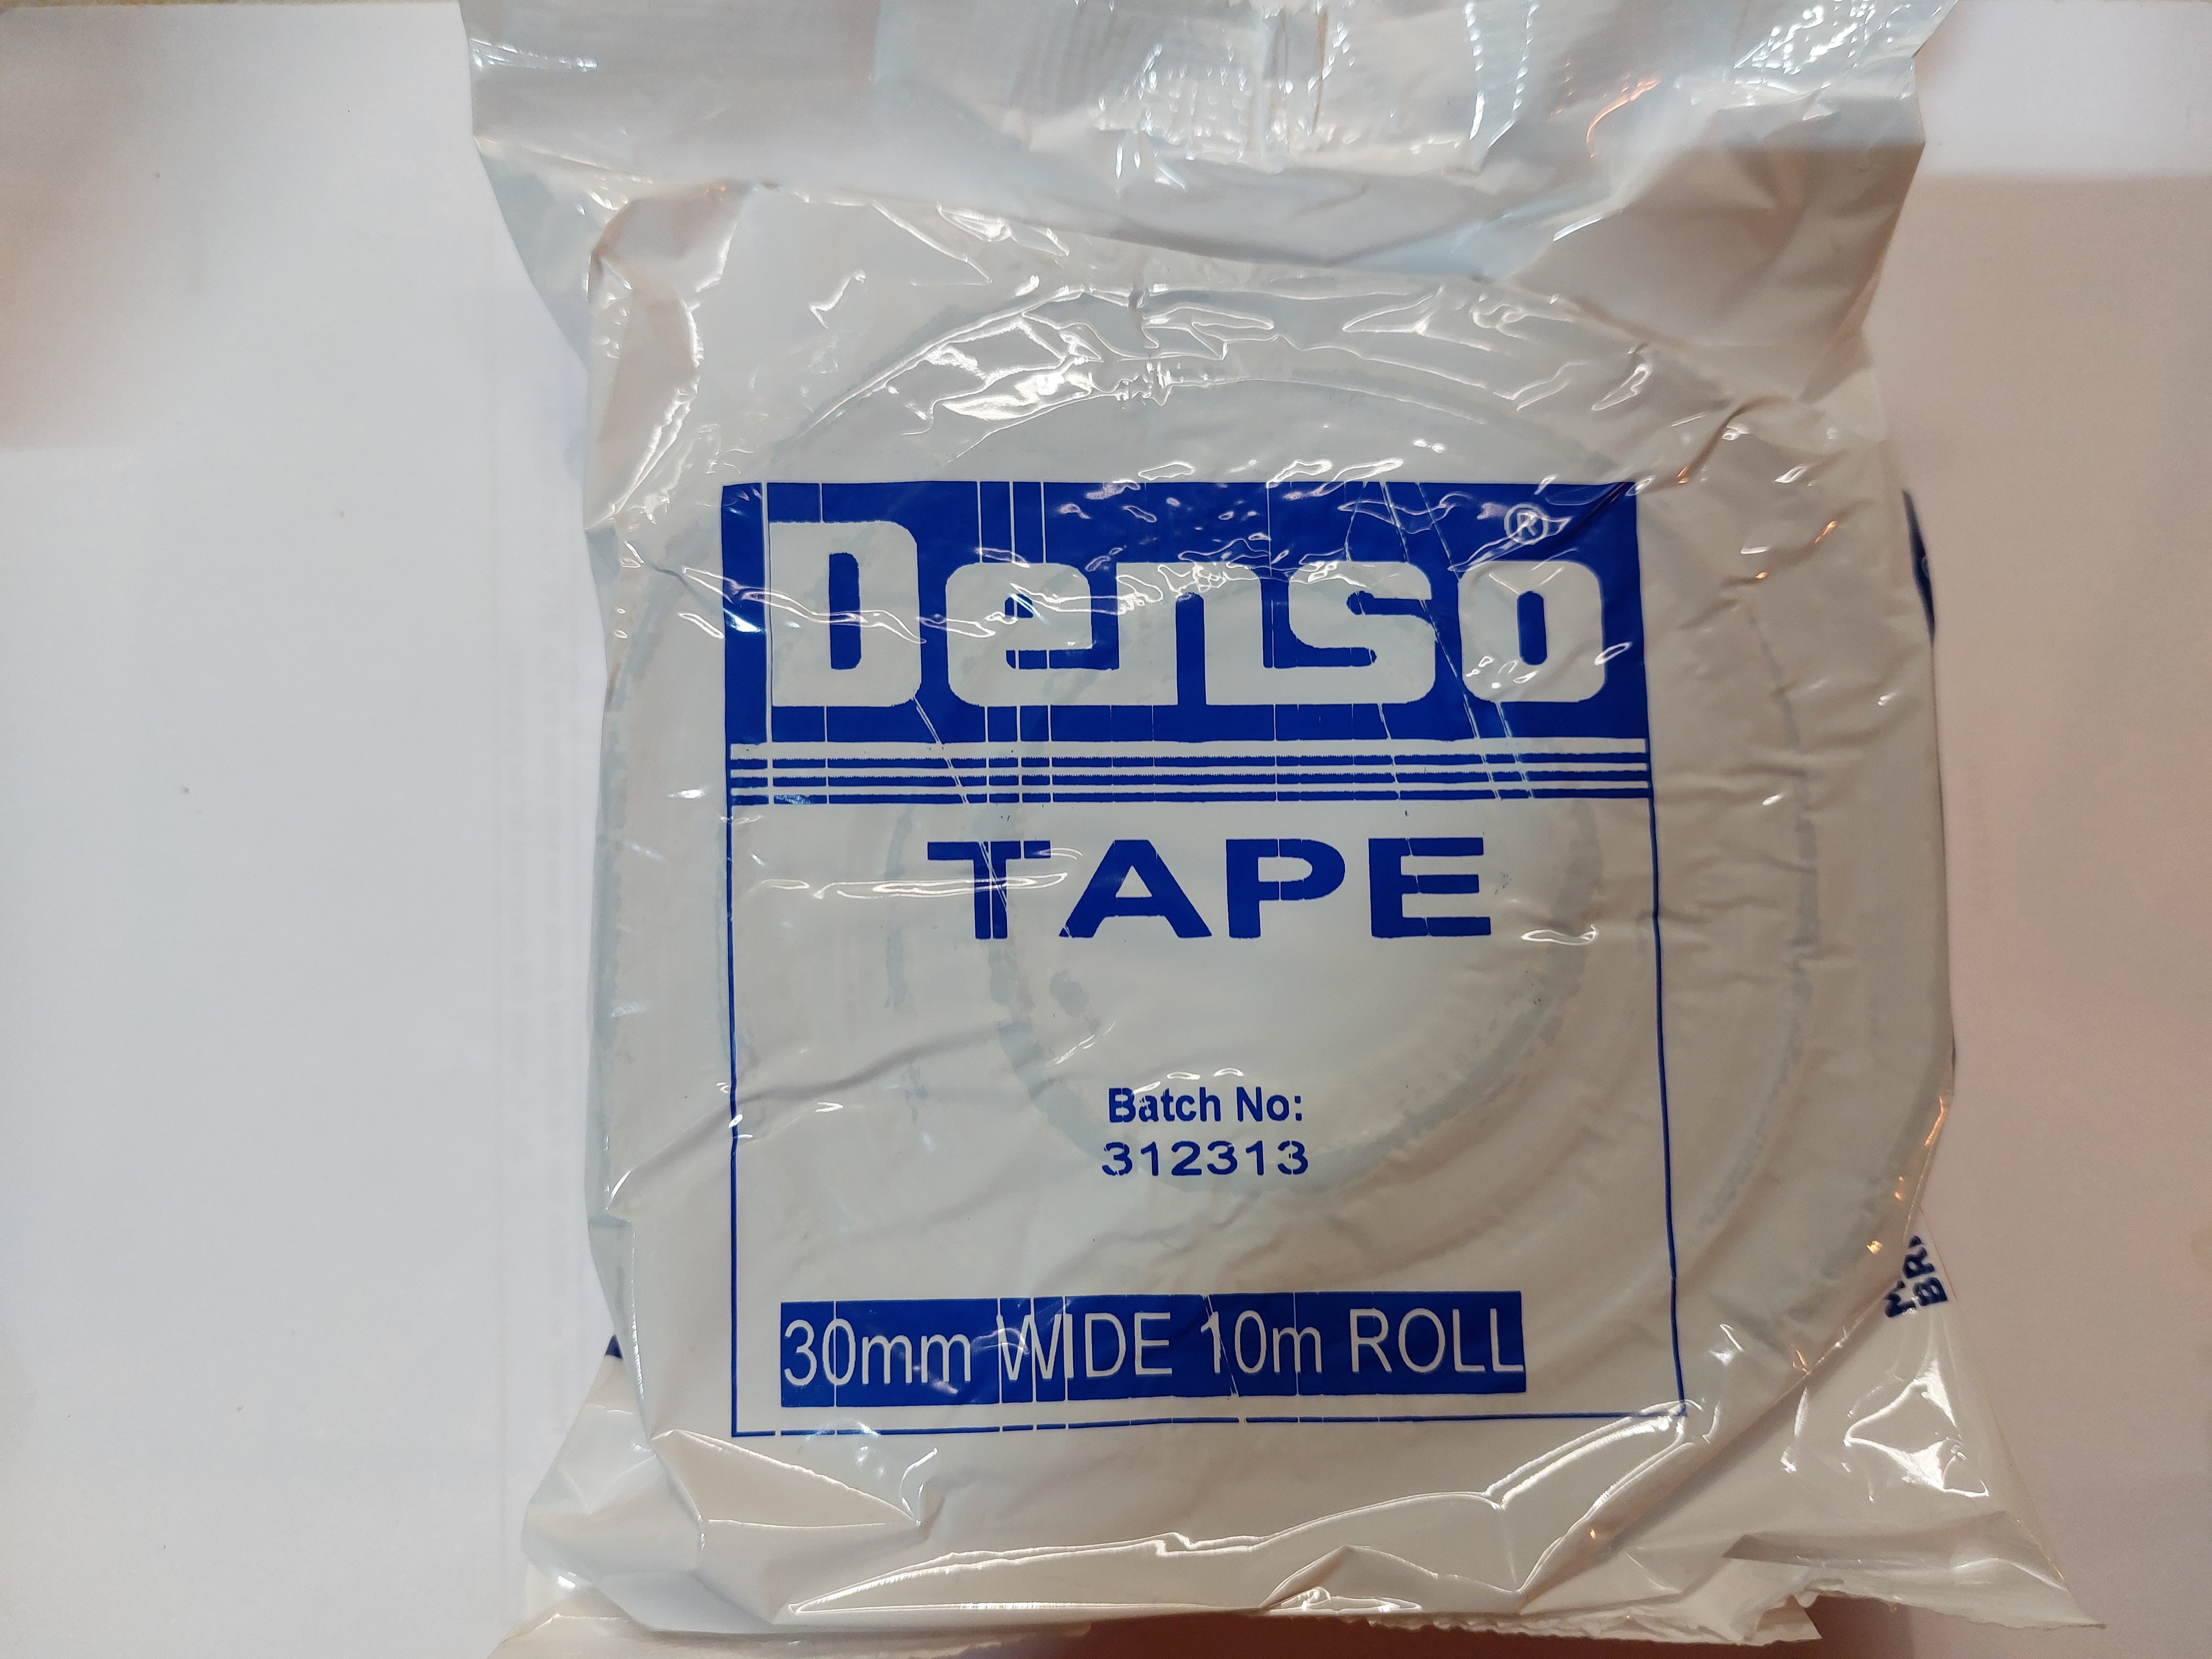 Denso®
TAPE
Batch No:
312313
30mm WIDE 10m ROLL